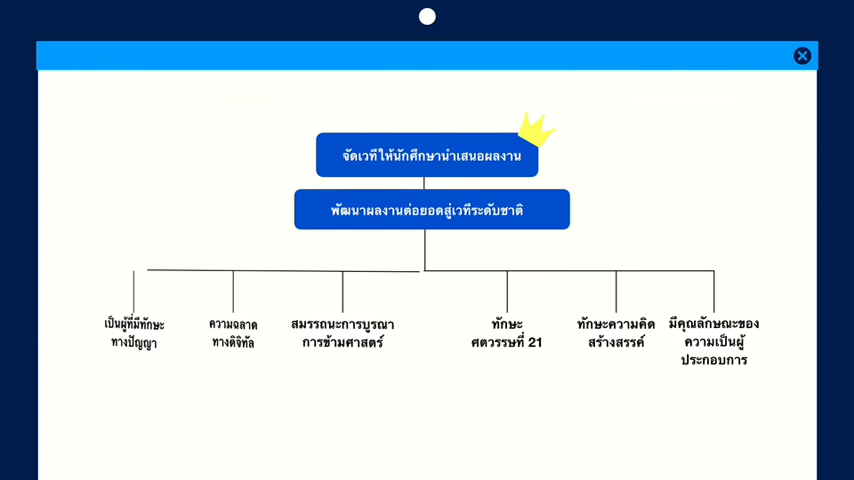 จัดเวทีให้นักศึกษานำเสนอผลงาน
พัฒนาผลงานต่อยอดสู่เวทีระดับชาติ
เป็นผู้ที่มีทักษะ
ทางปัญญา
ความฉลาด
ทางดิจิทัล
สมรรถนะการบูรณา
การข้ามศาสตร์
ทักษะ
ศตวรรษที่ 21
ทักษะความคิด
สร้างสรรค์
มีคุณลักษณะของ
ความเป็นผู้
ประกอบการ